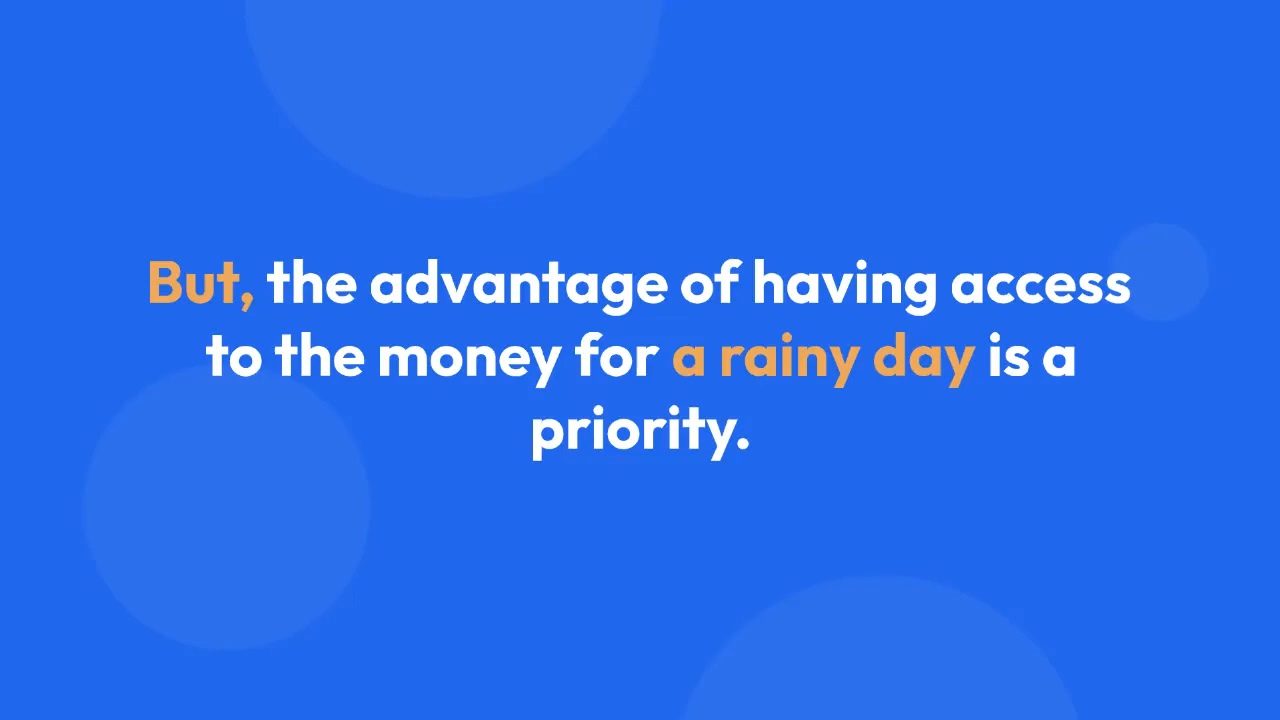 But, the advantage of having access
to the money for a rainy day is a
priority.